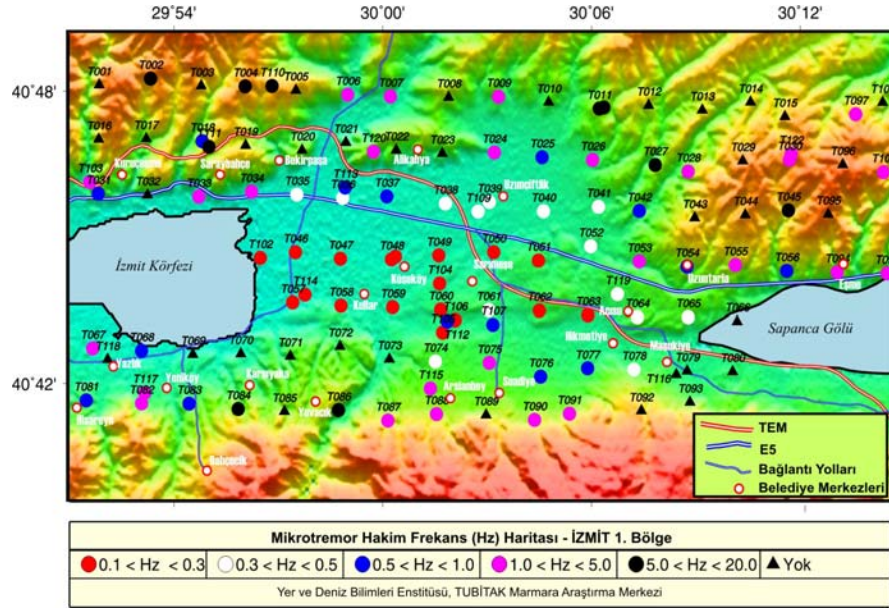 29˚54' 30˚00' 30˚06' 30˚12'
40˚48'
40˚42'
T001 T002 T003 T004 T110 T005 T006 T007 T008 T009 T010 T011 T012 T013 T014 T015 T097
T016 T017 T018 T019 T020 T021 T120 T022 T023 T024 T025 T026 T027 T028 T029 T122 T030 T096
Kuruçeşme Saraybahçe Bekirpaşa Alikahya
T103 T031 T032 T033 T034 T035 T113 T036 T037 T038 T109 T039 T040 T041 T042 T043 T044 T045 T095
Uzunçiftlik
T102 T046 T047 T048 T049 T050 T051 T052 T053 T054 T055 T056 T094
İzmit Körfezi
Köseköy Sarımeşe Uzuntarla Eşme
T057 T114 T058 T059 T104 T060 T106 T061 T107 T062 T063 T119 T064 T065 T066
Kullar Acısu
T112
Hikmetiye Maşukiye
Sapanca Gölü
T067 T118 T068 T069 T070 T071 T072 T073 T074 T075 T076 T077 T078 T116 T079 T080
Yazlık Yeniköy Karşıyaka Arslanbey Suadiye
T081 T117 T082 T083 T084 T085 T086 T087 T115 T088 T089 T090 T091 T092 T093
Yuvacık
Bahçecik
TEM
E5
Bağlantı Yolları
Belediye Merkezleri
Mikrotremor Hakim Frekans (Hz) Haritası - İZMİT 1. Bölge
0.1 < Hz < 0.3 0.3 < Hz < 0.5 0.5 < Hz < 1.0 1.0 < Hz < 5.0 5.0 < Hz < 20.0 Yok
Yer ve Deniz Bilimleri Enstitüsü, TUBİTAK Marmara Araştırma Merkezi